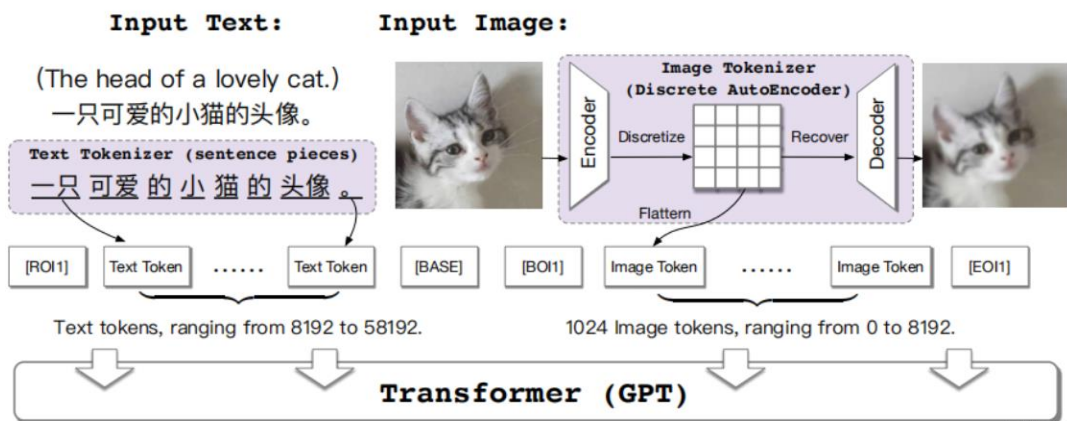 Input Text:
Input Image:
(The head of a lovely cat.)
一只可爱的小猫的头像。
Text Tokenizer (sentence pieces)
一只 可爱 的 小 猫 的 头像 。
Image Tokenizer
(Discrete AutoEncoder)
Encoder
Discretize
Recover
Decoder
Flattern
[ROI1]
Text Token
......
Text Token
[BASE]
[BOI1]
Image Token
......
Image Token
[EOI1]
Text tokens, ranging from 8192 to 58192.
1024 Image tokens, ranging from 0 to 8192.
Transformer (GPT)